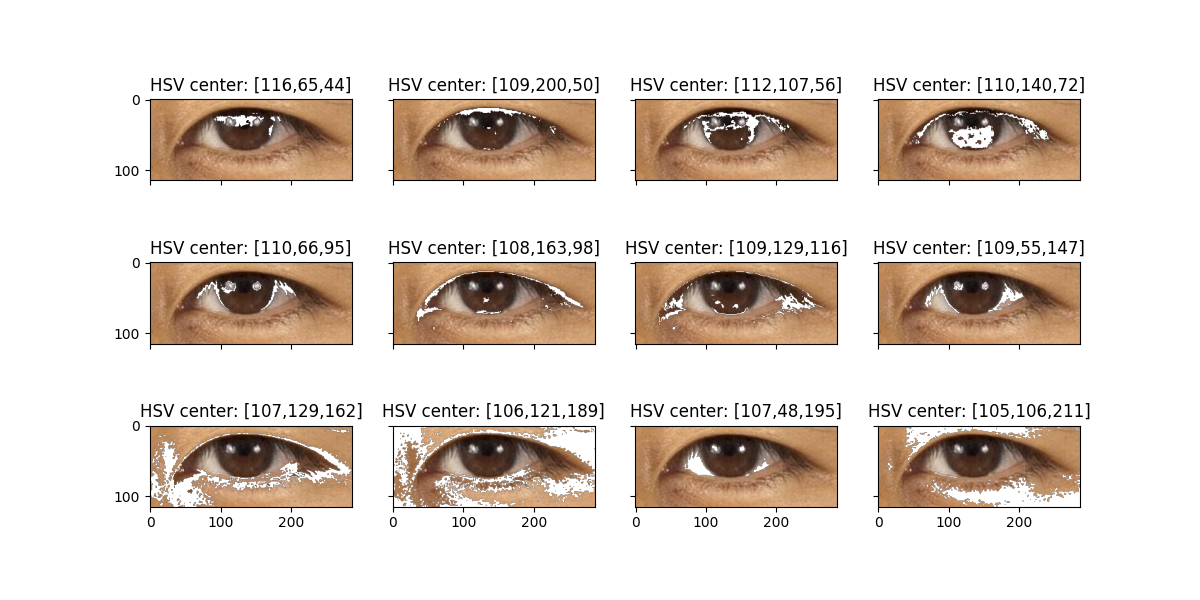 HSV center: [116,65,44] HSV center: [109,200,50] HSV center: [112,107,56] HSV center: [110,140,72]
0
100
HSV center: [110,66,95] HSV center: [108,163,98] HSV center: [109,129,116] HSV center: [109,55,147]
0
100
HSV center: [107,129,162] HSV center: [106,121,189] HSV center: [107,48,195] HSV center: [105,106,211]
0
100
0 100 200 0 100 200 0 100 200 0 100 200